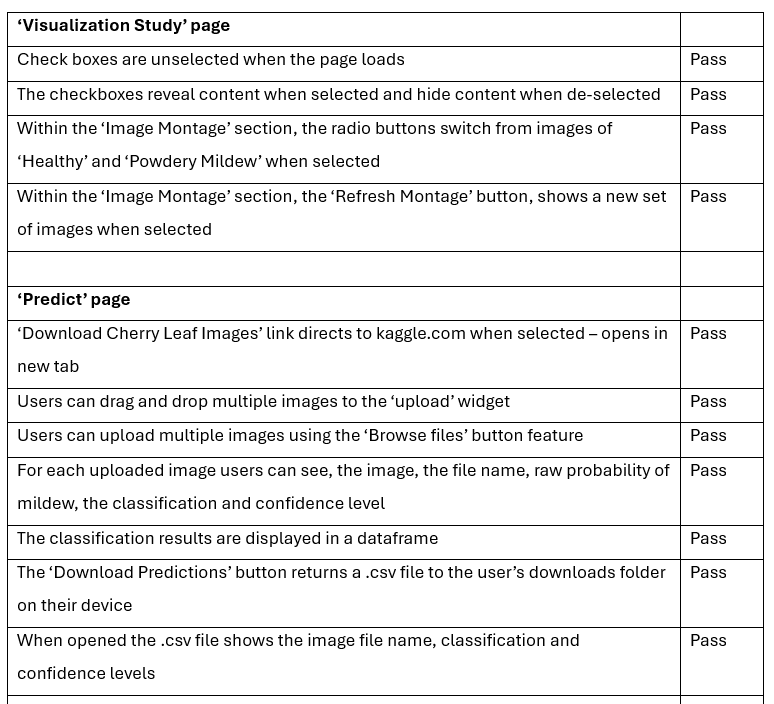 ‘Visualization Study’ page
Check boxes are unselected when the page loads Pass
The checkboxes reveal content when selected and hide content when de-selected Pass
Within the ‘Image Montage’ section, the radio buttons switch from images of Pass
‘Healthy’ and ‘Powdery Mildew’ when selected
Within the ‘Image Montage’ section, the ‘Refresh Montage’ button, shows a new set Pass
of images when selected
‘Predict’ page
‘Download Cherry Leaf Images’ link directs to kaggle.com when selected – opens in Pass
new tab
Users can drag and drop multiple images to the ‘upload’ widget Pass
Users can upload multiple images using the ‘Browse files’ button feature Pass
For each uploaded image users can see, the image, the file name, raw probability of Pass
mildew, the classification and confidence level
The classification results are displayed in a dataframe Pass
The ‘Download Predictions’ button returns a .csv file to the user’s downloads folder Pass
on their device
When opened the .csv file shows the image file name, classification and Pass
confidence levels